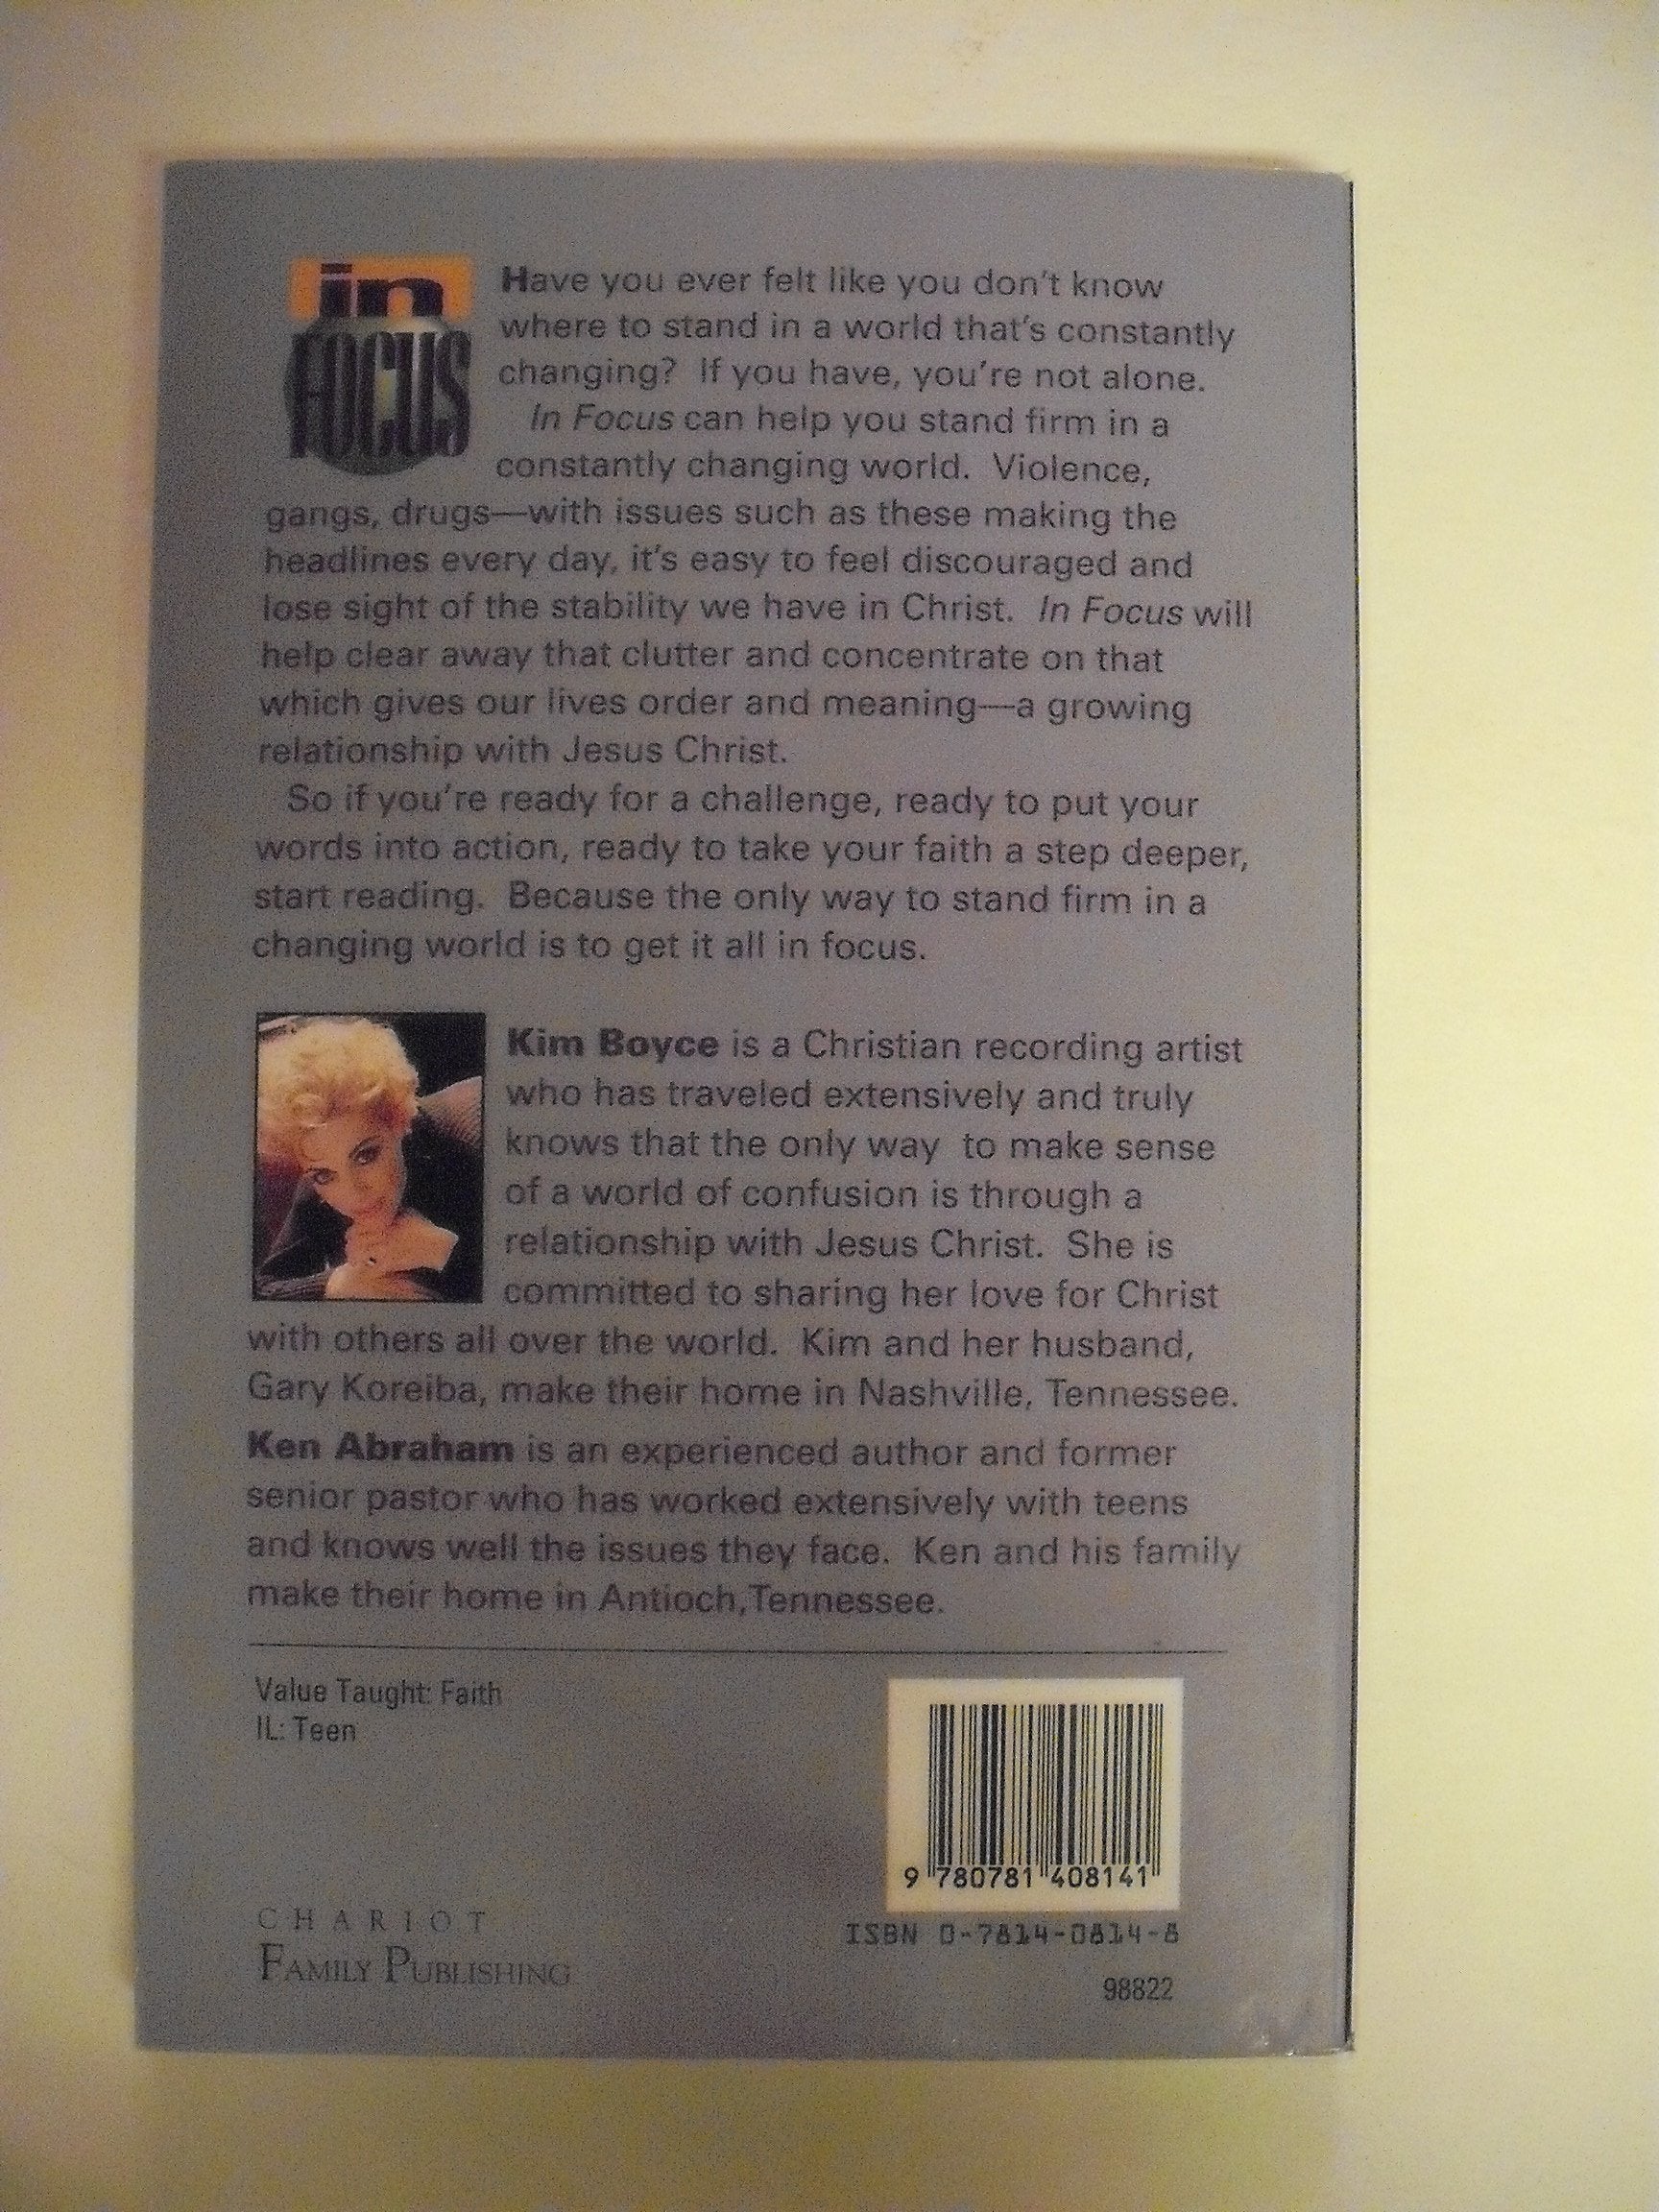 in
FOCUS
Have you ever felt like you don't know
where to stand in a world that's constantly
changing?  If you have, you're not alone.
In Focus can help you stand firm in a
constantly changing world.  Violence,
gangs, drugs—with issues such as these making the
headlines every day, it's easy to feel discouraged and
lose sight of the stability we have in Christ.  In Focus will
help clear away that clutter and concentrate on that
which gives our lives order and meaning—a growing
relationship with Jesus Christ.
So if you're ready for a challenge, ready to put your
words into action, ready to take your faith a step deeper,
start reading.  Because the only way to stand firm in a
changing world is to get it all in focus.
Kim Boyce is a Christian recording artist
who has traveled extensively and truly
knows that the only way  to make sense
of a world of confusion is through a
relationship with Jesus Christ.  She is
committed to sharing her love for Christ
with others all over the world.  Kim and her husband,
Gary Koreiba, make their home in Nashville, Tennessee.
Ken Abraham is an experienced author and former
senior pastor who has worked extensively with teens
and knows well the issues they face.  Ken and his family
make their home in Antioch,Tennessee.
Value Taught: Faith
IL: Teen
9 780781 408141
ISBN 0-7814-0814-8
98822
CHARIOT
FAMILY PUBLISHING